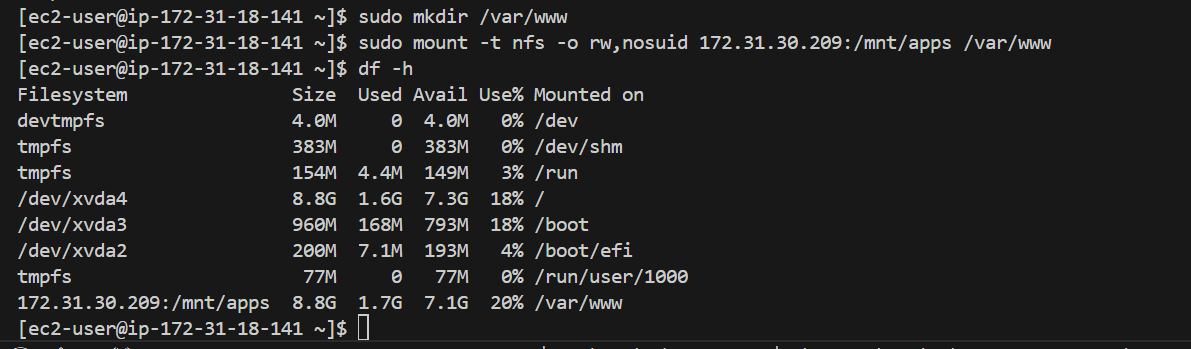 [ec2-user@ip-172-31-18-141 ~]$ sudo mkdir /var/www
[ec2-user@ip-172-31-18-141 ~]$ sudo mount -t nfs -o rw,nosuid 172.31.30.209:/mnt/apps /var/www
[ec2-user@ip-172-31-18-141 ~]$ df -h
Filesystem               Size  Used Avail Use% Mounted on
devtmpfs                 4.0M     0  4.0M   0% /dev
tmpfs                    383M     0  383M   0% /dev/shm
tmpfs                    154M  4.4M  149M   3% /run
/dev/xvda4               8.8G  1.6G  7.3G  18% /
/dev/xvda3               960M  168M  793M  18% /boot
/dev/xvda2               200M  7.1M  193M   4% /boot/efi
tmpfs                     77M     0   77M   0% /run/user/1000
172.31.30.209:/mnt/apps  8.8G  1.7G  7.1G  20% /var/www
[ec2-user@ip-172-31-18-141 ~]$